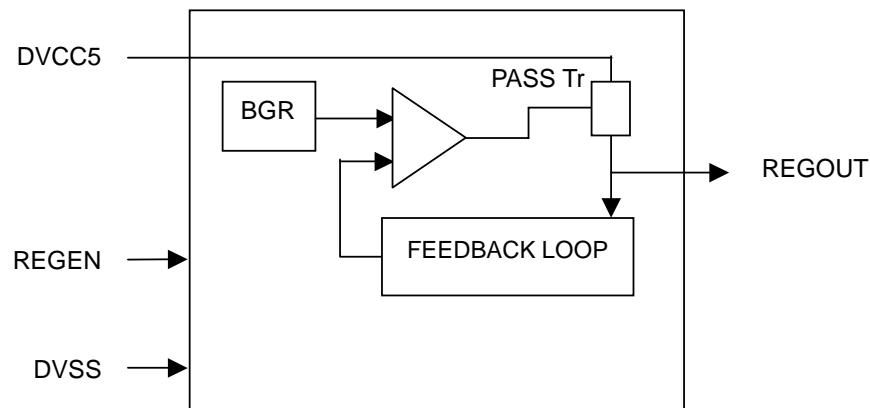 DVCC5
PASS Tr
BGR
REGOUT
FEEDBACK LOOP
REGEN
DVSS